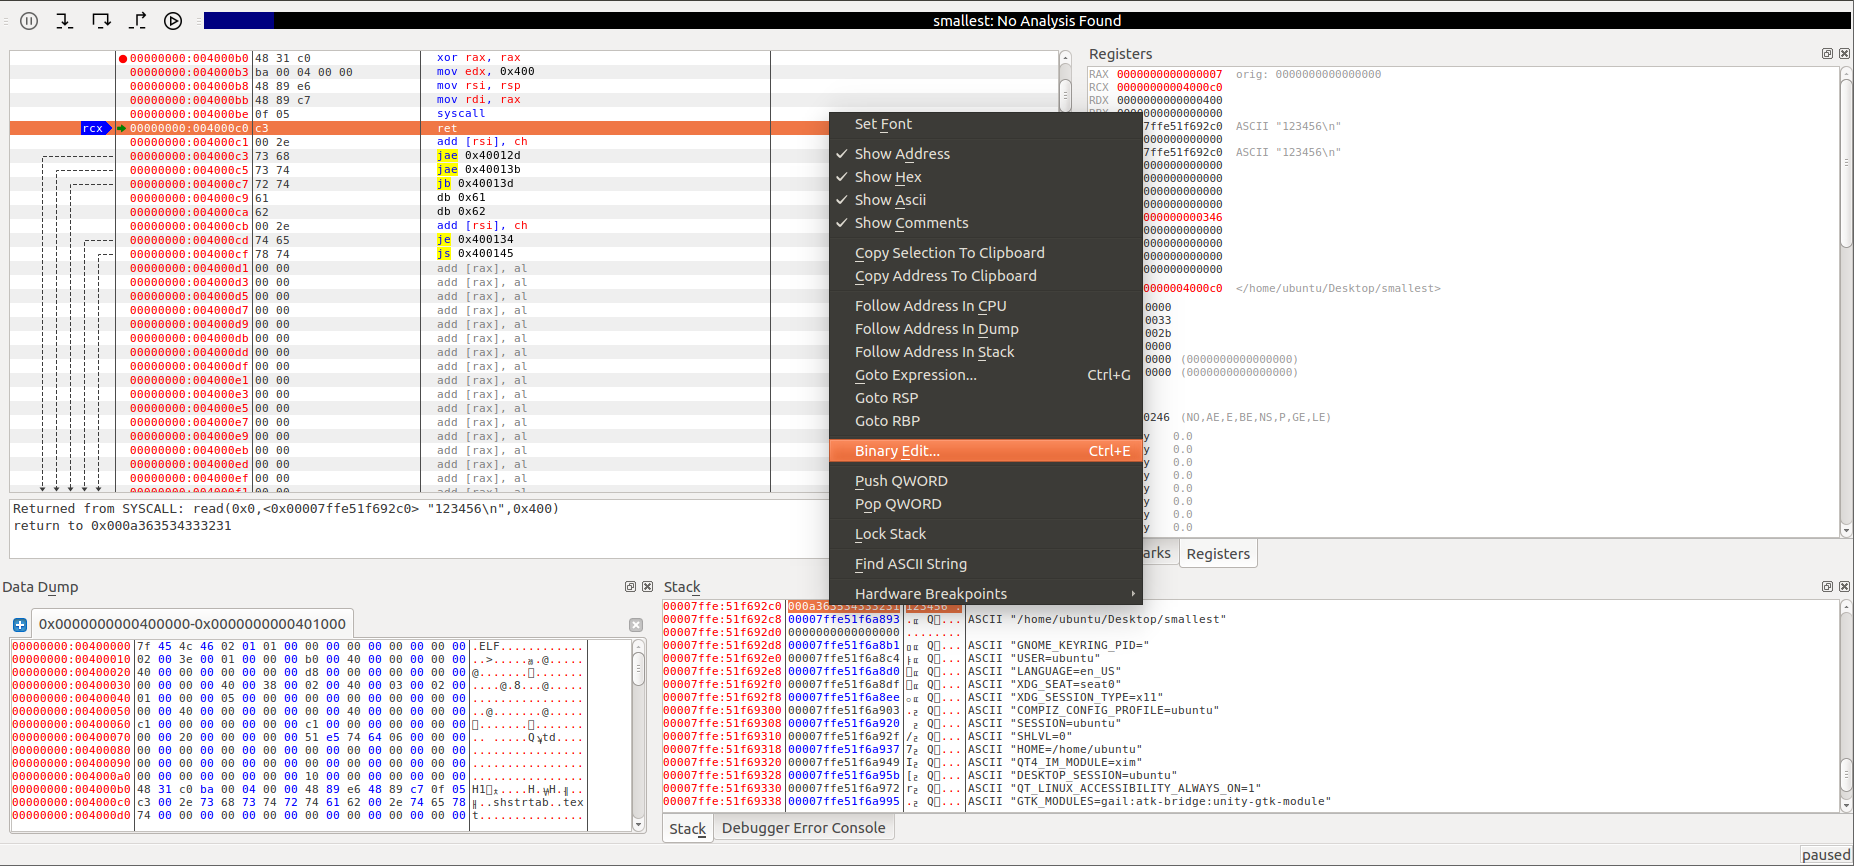 smallest: No Analysis Found
00000000:004000b0 48 31 c0 xor rax, rax
00000000:004000b3 ba 00 04 00 00 mov edx, 0x400
00000000:004000b8 48 89 e6 mov rsi, rsp
00000000:004000bb 48 89 c7 mov rdi, rax
00000000:004000be 0f 05 syscall
rcx 00000000:004000c0 c3 ret
00000000:004000c1 00 2e add [rsi], ch
00000000:004000c3 73 68 jae 0x40012d
00000000:004000c5 73 74 jae 0x40013b
00000000:004000c7 72 74 jb 0x40013d
00000000:004000c9 61 db 0x61
00000000:004000ca 62 db 0x62
00000000:004000cb 00 2e add [rsi], ch
00000000:004000cd 74 65 je 0x400134
00000000:004000cf 78 74 js 0x400145
00000000:004000d1 00 00 add [rax], al
00000000:004000d3 00 00 add [rax], al
00000000:004000d5 00 00 add [rax], al
00000000:004000d7 00 00 add [rax], al
00000000:004000d9 00 00 add [rax], al
00000000:004000db 00 00 add [rax], al
00000000:004000dd 00 00 add [rax], al
00000000:004000df 00 00 add [rax], al
00000000:004000e1 00 00 add [rax], al
00000000:004000e3 00 00 add [rax], al
00000000:004000e5 00 00 add [rax], al
00000000:004000e7 00 00 add [rax], al
00000000:004000e9 00 00 add [rax], al
00000000:004000eb 00 00 add [rax], al
00000000:004000ed 00 00 add [rax], al
00000000:004000ef 00 00 add [rax], al
00000000:004000f1 00 00 add [rax], al
Returned from SYSCALL: read(0x0,<0x00007ffe51f692c0> "123456\n",0x400)
return to 0x000a363534333231
Set Font
Show Address
Show Hex
Show Ascii
Show Comments
Copy Selection To Clipboard
Copy Address To Clipboard
Follow Address In CPU
Follow Address In Dump
Follow Address In Stack
Goto Expression... Ctrl+G
Goto RSP
Goto RBP
Binary Edit... Ctrl+E
Push QWORD
Pop QWORD
Lock Stack
Find ASCII String
Hardware Breakpoints
Registers
RAX 0000000000000007 orig: 0000000000000000
RCX 00000000004000c0
RDX 0000000000000400
000000000000
7ffe51f692c0 ASCII "123456\n"
000000000000
7ffe51f692c0 ASCII "123456\n"
000000000000
000000000000
000000000000
000000000000
000000000346
000000000000
000000000000
000000000000
000000000000
0000004000c0 </home/ubuntu/Desktop/smallest>
0000
0033
002b
0000
0000 (0000000000000000)
0000 (0000000000000000)
0246 (NO,AE,E,BE,NS,P,GE,LE)
y 0.0
y 0.0
y 0.0
y 0.0
y 0.0
y 0.0
y 0.0
y 0.0
arks Registers
Data Dump
0x0000000000400000-0x0000000000401000
00000000:00400000 7f 45 4c 46 02 01 01 00 00 00 00 00 00 00 00 00 .ELF............
00000000:00400010 02 00 3e 00 01 00 00 00 b0 00 40 00 00 00 00 00
00000000:00400020 40 00 00 00 00 00 00 00 d8 00 00 00 00 00 00 00
00000000:00400030 00 00 00 00 40 00 38 00 02 00 40 00 03 00 02 00 ....@.8...@.....
00000000:00400040 01 00 00 00 05 00 00 00 00 00 00 00 00 00 00 00 ................
00000000:00400050 00 00 40 00 00 00 00 00 00 00 40 00 00 00 00 00 ..@.......@.....
00000000:00400060 c1 00 00 00 00 00 00 00 c1 00 00 00 00 00 00 00
00000000:00400070 00 00 20 00 00 00 00 00 51 e5 74 64 06 00 00 00
00000000:00400080 00 00 00 00 00 00 00 00 00 00 00 00 00 00 00 00 ................
00000000:00400090 00 00 00 00 00 00 00 00 00 00 00 00 00 00 00 00 ................
00000000:004000a0 00 00 00 00 00 00 00 00 10 00 00 00 00 00 00 00 ................
00000000:004000b0 48 31 c0 ba 00 04 00 00 48 89 e6 48 89 c7 0f 05
00000000:004000c0 c3 00 2e 73 68 73 74 72 74 61 62 00 2e 74 65 78 ..shstrtab..tex
00000000:004000d0 74 00 00 00 00 00 00 00 00 00 00 00 00 00 00 00 t...............
Stack
00007ffe:51f692c0 000a363534333231 123456..
00007ffe:51f692c8 00007ffe51f6a893 ASCII "/home/ubuntu/Desktop/smallest"
00007ffe:51f692d0 0000000000000000 ........
00007ffe:51f692d8 00007ffe51f6a8b1 ASCII "GNOME_KEYRING_PID="
00007ffe:51f692e0 00007ffe51f6a8c4 ASCII "USER=ubuntu"
00007ffe:51f692e8 00007ffe51f6a8d0 ASCII "LANGUAGE=en_US"
00007ffe:51f692f0 00007ffe51f6a8df ASCII "XDG_SEAT=seat0"
00007ffe:51f692f8 00007ffe51f6a8ee ASCII "XDG_SESSION_TYPE=x11"
00007ffe:51f69300 00007ffe51f6a903 ASCII "COMPIZ_CONFIG_PROFILE=ubuntu"
00007ffe:51f69308 00007ffe51f6a920 ASCII "SESSION=ubuntu"
00007ffe:51f69310 00007ffe51f6a92f ASCII "SHLVL=0"
00007ffe:51f69318 00007ffe51f6a937 ASCII "HOME=/home/ubuntu"
00007ffe:51f69320 00007ffe51f6a949 ASCII "QT4_IM_MODULE=xim"
00007ffe:51f69328 00007ffe51f6a95b ASCII "DESKTOP_SESSION=ubuntu"
00007ffe:51f69330 00007ffe51f6a972 ASCII "QT_LINUX_ACCESSIBILITY_ALWAYS_ON=1"
00007ffe:51f69338 00007ffe51f6a995 ASCII "GTK_MODULES=gail:atk-bridge:unity-gtk-module"
Stack Debugger Error Console
paused